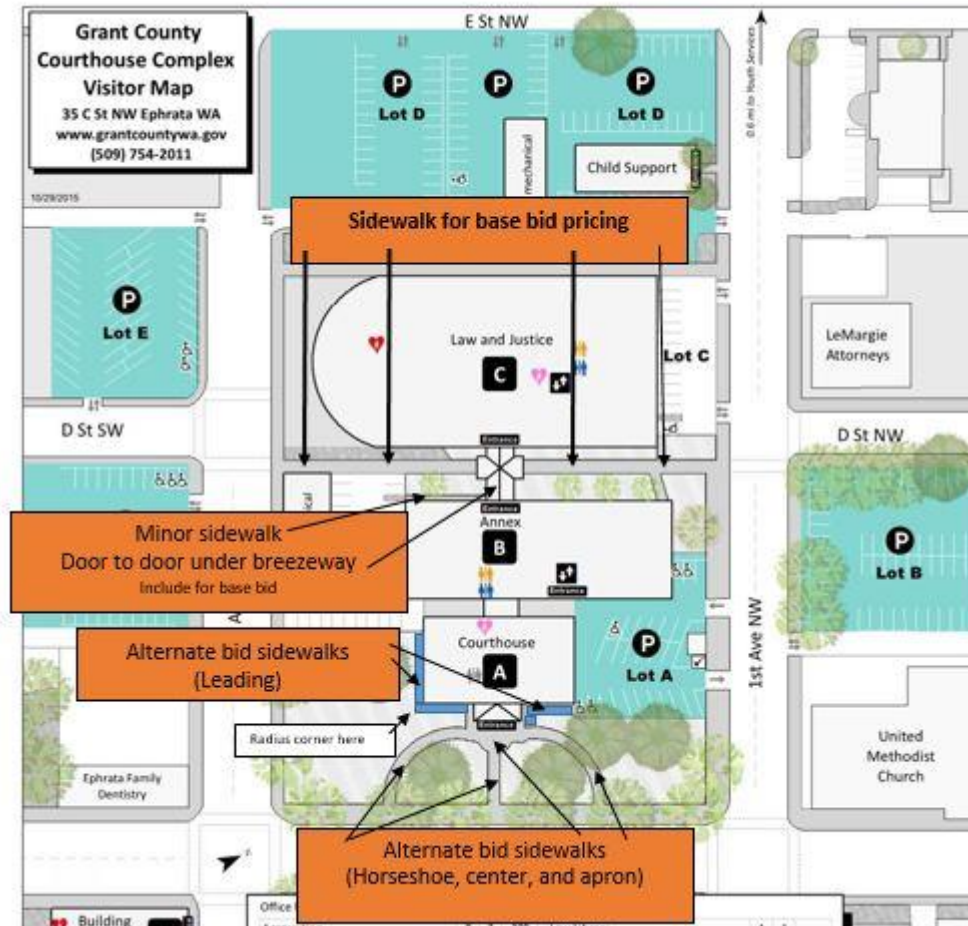 Grant County
Courthouse Complex
Visitor Map
35 C St NW Ephrata WA
www.grantcountywa.gov
(509) 754-2011
10/29/2015
E St NW
P
Lot D
P
P
Lot D
0.6 mi to Youth Services
mechanical
Child Support
Sidewalk for base bid pricing
P
Lot E
Law and Justice
C
Lot C
LeMargie
Attorneys
D St SW
D St NW
Entrance
Entrance
Annex
B
Entrance
Minor sidewalk
Door to door under breezeway
Include for base bid
P
Lot B
A
Alternate bid sidewalks
(Leading)
Courthouse
A
Entrance
P
Lot A
1st Ave NW
Radius corner here
Ephrata Family
Dentistry
United
Methodist
Church
Alternate bid sidewalks
(Horseshoe, center, and apron)
Building
Office